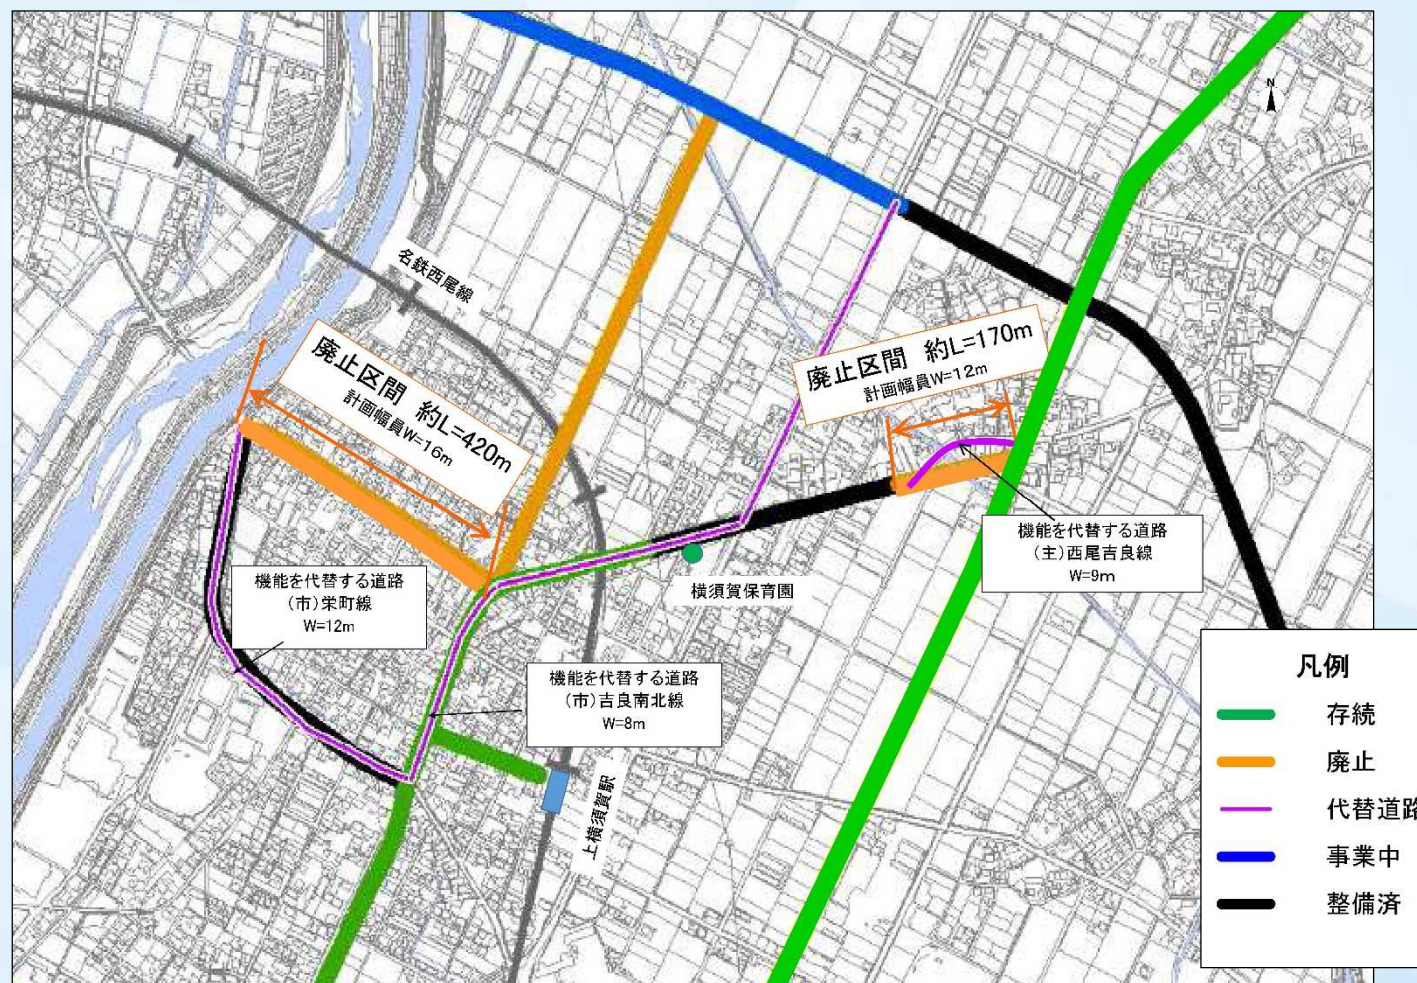 N
名鉄西尾線
廃止区間 約L=420m
計画幅員W=16m
廃止区間 約L=170m
計画幅員W=12m
機能を代替する道路
(主)西尾吉良線
W=9m
横須賀保育園
機能を代替する道路
(市)栄町線
W=12m
機能を代替する道路
(市)吉良南北線
W=8m
上横須賀駅
凡例
存続
廃止
代替道路
事業中
整備済